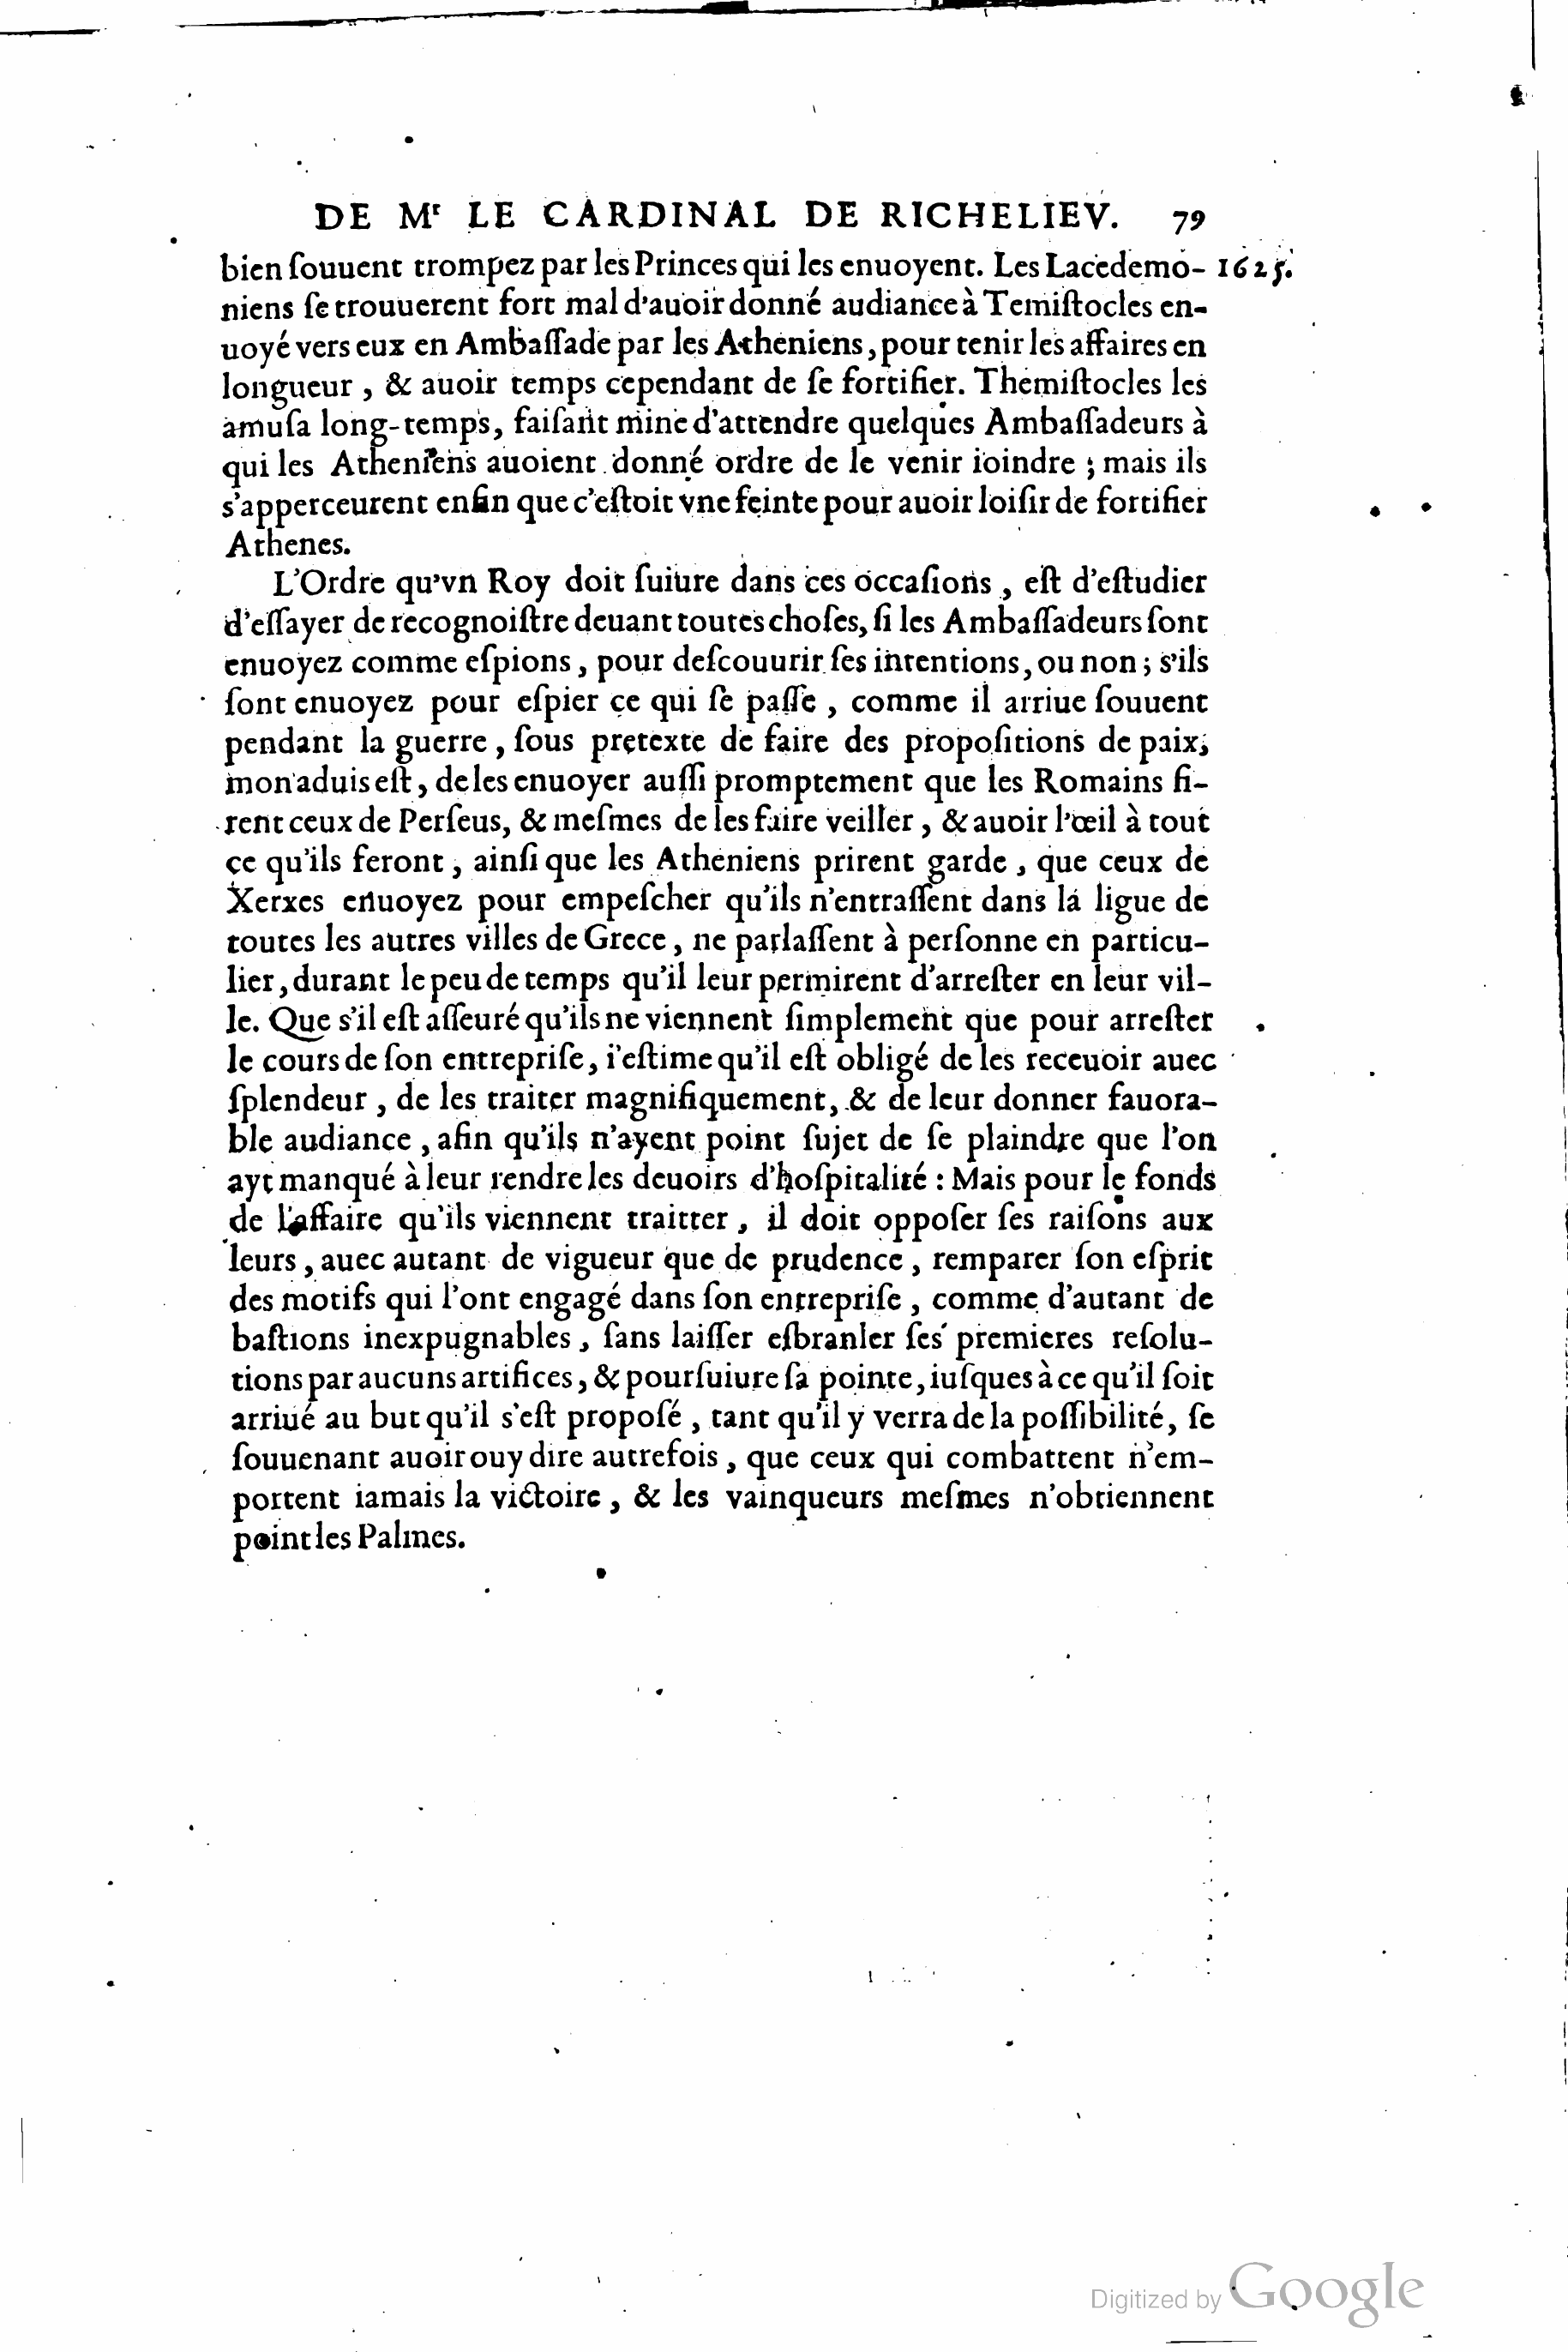 DE Mr LE CARDINAL DE RICHELIEV. 79
bien ſouuent trompez par les Princes qui les enuoyent. Les Lacedemo- 1625.
niens ſe trouuerent fort mal d'auoir donné audiance à Temiſtocles en-
uoyé vers eux en Ambaſſade par les Atheniens, pour tenir les affaires en
longueur, & auoir temps cependant de ſe fortifier. Themiſtocles les
amuſa long-temps, faiſant mine d'attendre quelques Ambaſſadeurs à
qui les Atheniens auoient donné ordre de le venir ioindre ; mais ils
s'apperceurent enfin que c'eſtoit vne feinte pour auoir loiſir de fortifier
Athenes.
L'Ordre qu'vn Roy doit ſuiure dans ces occaſions, eſt d'eſtudier
d'eſſayer de recognoiſtre deuant toutes choſes, ſi les Ambaſſadeurs ſont
enuoyez comme eſpions, pour deſcouurir ſes intentions, ou non ; s'ils
ſont enuoyez pour eſpier ce qui ſe paſſe, comme il arriue ſouuent
pendant la guerre, ſous pretexte de faire des propoſitions de paix;
mon aduis eſt, de les enuoyer auſſi promptement que les Romains fi-
rent ceux de Perſeus, & meſmes de les faire veiller, & auoir l'œil à tout
ce qu'ils feront, ainſi que les Atheniens prirent garde, que ceux de
Xerxes enuoyez pour empeſcher qu'ils n'entraſſent dans la ligue de
toutes les autres villes de Grece, ne parlaſſent à perſonne en particu-
lier, durant le peu de temps qu'il leur permirent d'arreſter en leur vil-
le. Que s'il eſt aſſeuré qu'ils ne viennent ſimplement que pour arreſter
le cours de ſon entrepriſe, i'eſtime qu'il eſt obligé de les receuoir auec
ſplendeur, de les traiter magnifiquement, & de leur donner fauora-
ble audiance, afin qu'ils n'ayent point ſujet de ſe plaindre que l'on
ayt manqué à leur rendre les deuoirs d'hoſpitalité : Mais pour le fonds
de l'affaire qu'ils viennent traitter, il doit oppoſer ſes raiſons aux
leurs, auec autant de vigueur que de prudence, remparer ſon eſprit
des motifs qui l'ont engagé dans ſon entrepriſe, comme d'autant de
baſtions inexpugnables, ſans laiſſer eſbranler ſes premieres reſolu-
tions par aucuns artifices, & pourſuiure ſa pointe, iuſques à ce qu'il ſoit
arriué au but qu'il s'eſt propoſé, tant qu'il y verra de la poſſibilité, ſe
ſouuenant auoir ouy dire autrefois, que ceux qui combattent n'em-
portent iamais la victoire, & les vainqueurs meſmes n'obtiennent
point les Palmes.
Digitized by Google